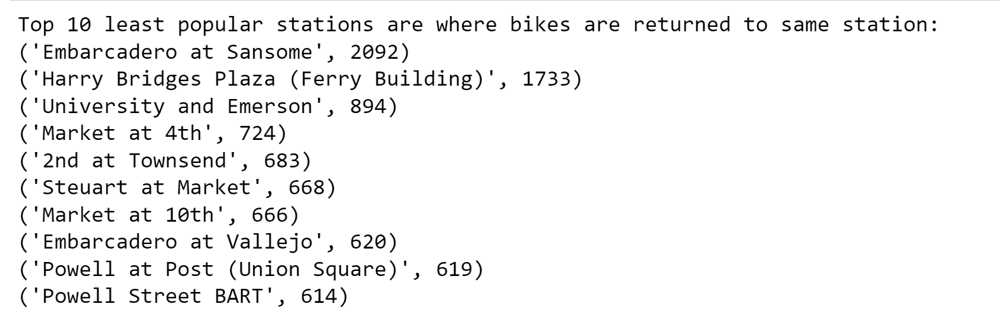 Top 10 least popular stations are where bikes are returned to same station:
('Embarcadero at Sansome', 2092)
('Harry Bridges Plaza (Ferry Building)', 1733)
('University and Emerson', 894)
('Market at 4th', 724)
('2nd at Townsend', 683)
('Steuart at Market', 668)
('Market at 10th', 666)
('Embarcadero at Vallejo', 620)
('Powell at Post (Union Square)', 619)
('Powell Street BART', 614)